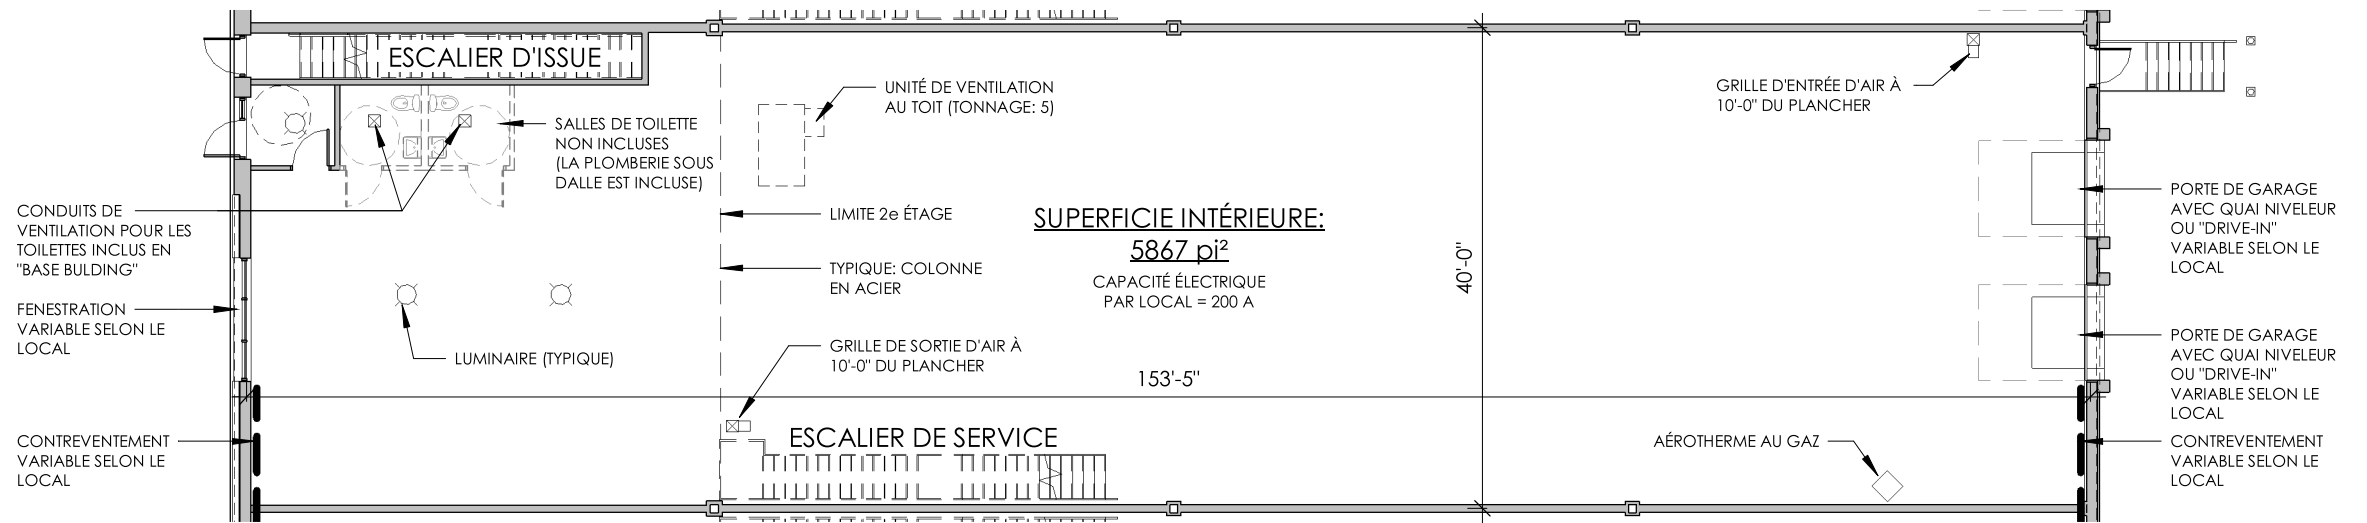 ESCALIER D'ISSUE
UNITÉ DE VENTILATION
AU TOIT (TONNAGE: 5)
GRILLE D'ENTRÉE D'AIR À
10'-0" DU PLANCHER
SALLES DE TOILETTE
NON INCLUSES
(LA PLOMBERIE SOUS
DALLE EST INCLUSE)
CONDUITS DE
VENTILATION POUR LES
TOILETTES INCLUS EN
"BASE BULDING"
LIMITE 2e ÉTAGE
SUPERFICIE INTÉRIEURE:
5867 pi²
CAPACITÉ ÉLECTRIQUE
PAR LOCAL = 200 A
40'-0"
PORTE DE GARAGE
AVEC QUAI NIVELEUR
OU "DRIVE-IN"
VARIABLE SELON LE
LOCAL
TYPIQUE: COLONNE
EN ACIER
FENESTRATION
VARIABLE SELON LE
LOCAL
LUMINAIRE (TYPIQUE)
GRILLE DE SORTIE D'AIR À
10'-0" DU PLANCHER
153'-5"
PORTE DE GARAGE
AVEC QUAI NIVELEUR
OU "DRIVE-IN"
VARIABLE SELON LE
LOCAL
CONTREVENTEMENT
VARIABLE SELON LE
LOCAL
ESCALIER DE SERVICE
AÉROTHERME AU GAZ
CONTREVENTEMENT
VARIABLE SELON LE
LOCAL